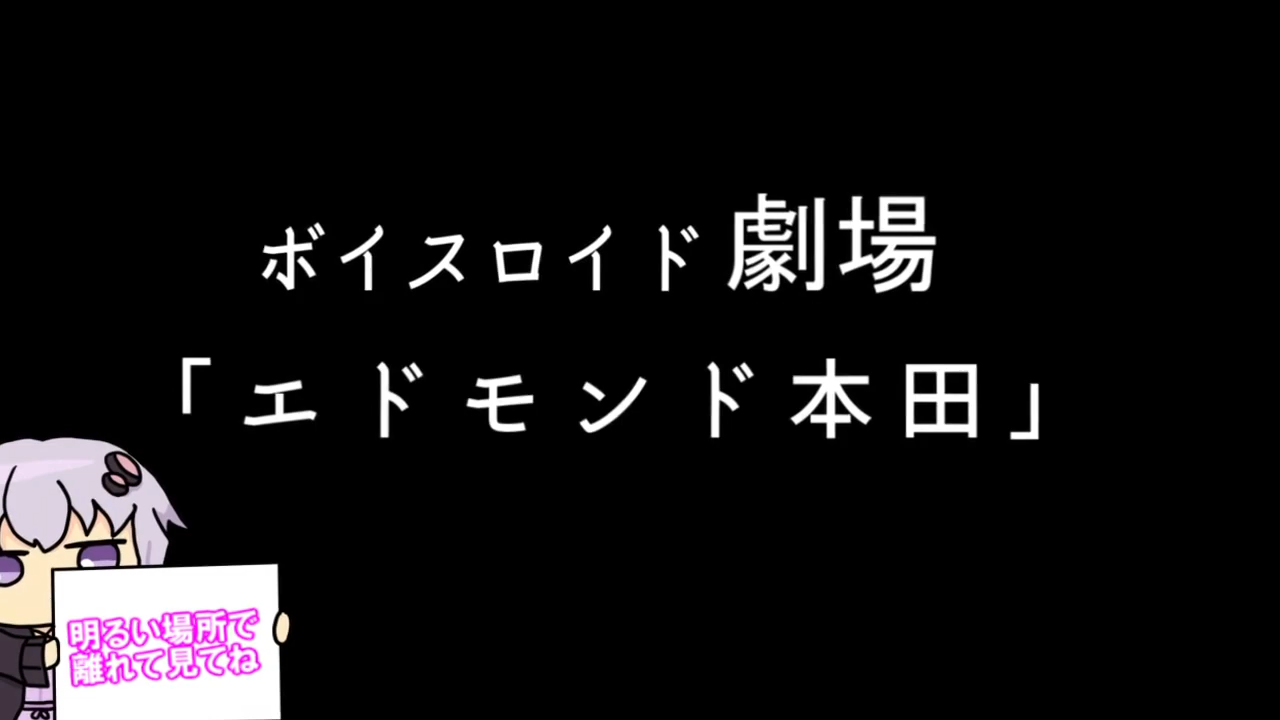 ボイスロイド劇場
「エドモンド本田」
明るい場所で
離れて見てね